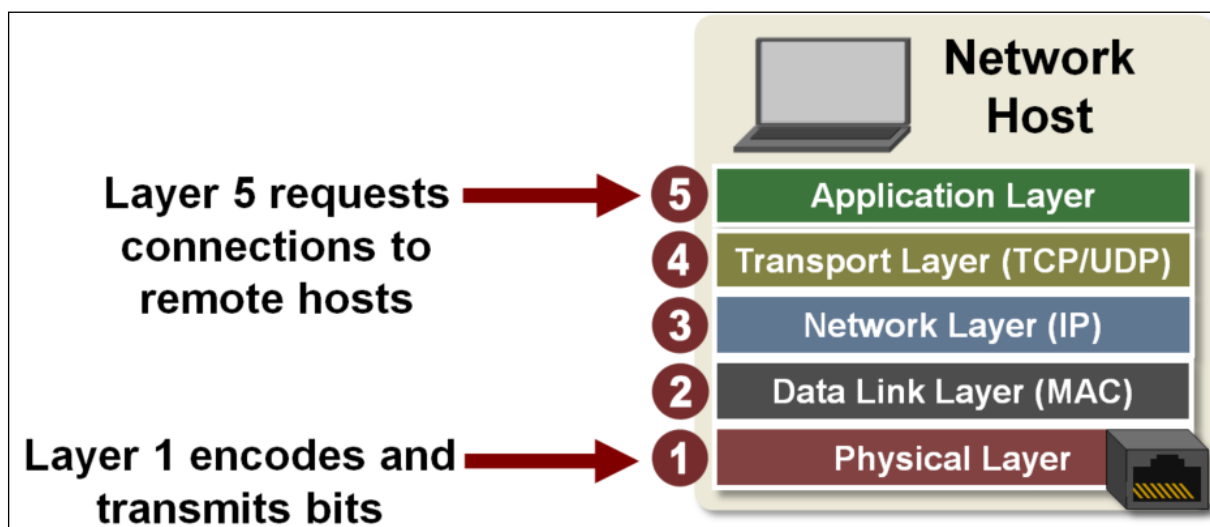 Network
Host
Layer 5 requests
connections to
remote hosts
5
Application Layer
4
Transport Layer (TCP/UDP)
3
Network Layer (IP)
2
Data Link Layer (MAC)
Layer 1 encodes and
transmits bits
1
Physical Layer